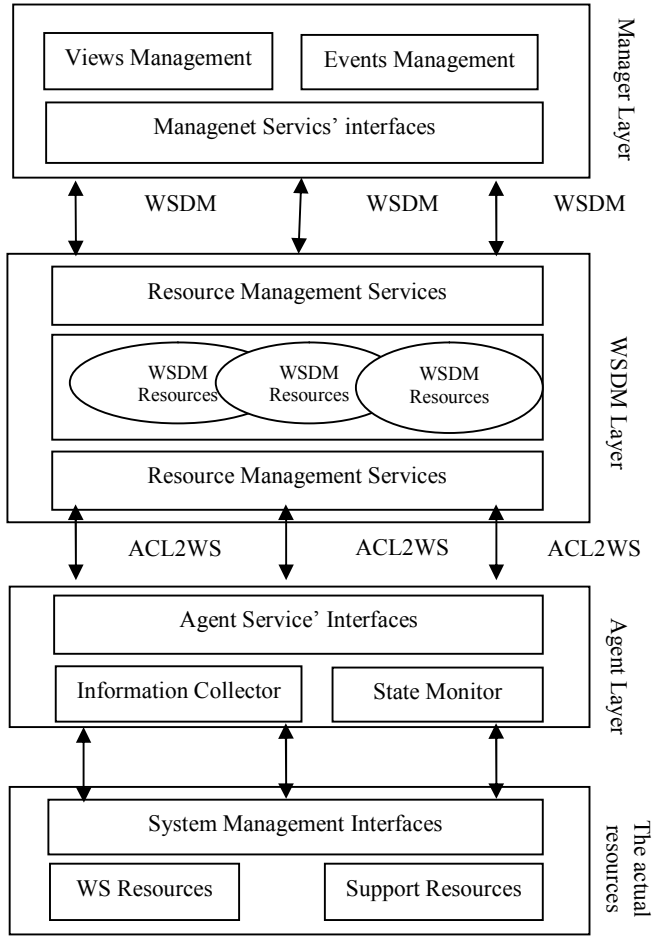 Views Management
Events Management
Managenet Servics' interfaces
Manager Layer
WSDM
WSDM
WSDM
Resource Management Services
WSDM
Resources
WSDM
Resources
WSDM
Resources
Resource Management Services
WSDM Layer
ACL2WS
ACL2WS
ACL2WS
Agent Service' Interfaces
Information Collector
State Monitor
Agent Layer
System Management Interfaces
WS Resources
Support Resources
The actual
resources